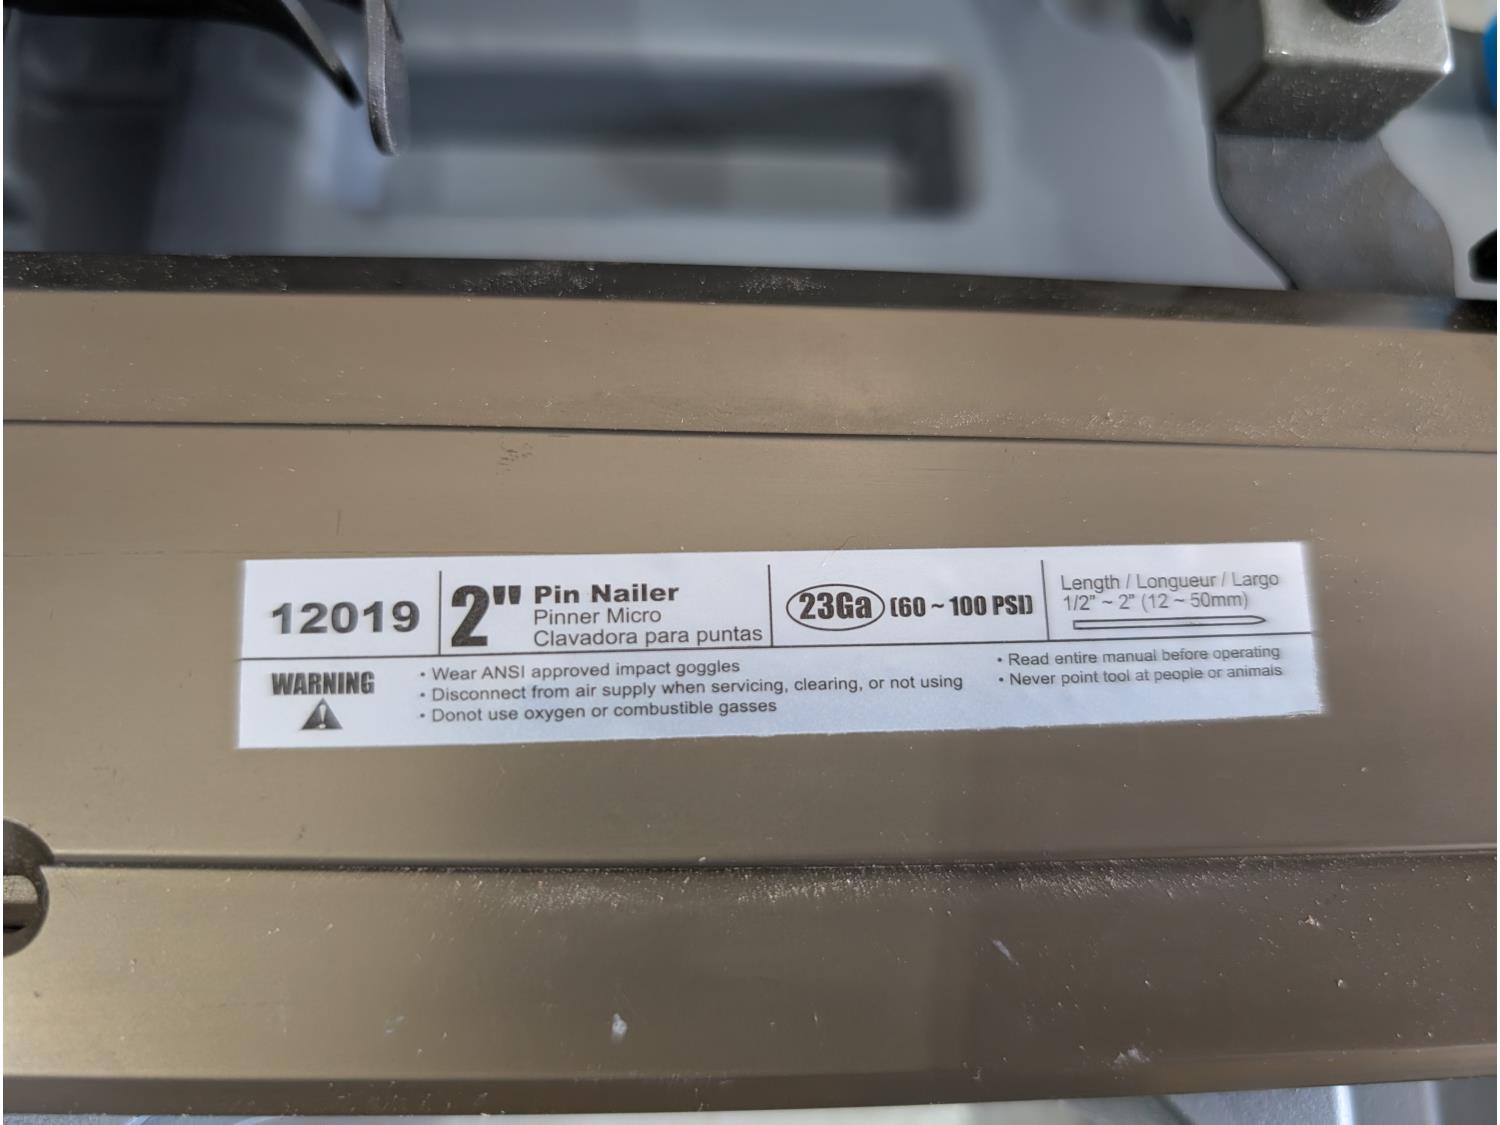 12019
2" Pin Nailer
Pinner Micro
Clavadora para puntas
23Ga (60 ~ 100 PSI)
Length / Longueur / Largo
1/2" ~ 2" (12 ~ 50mm)
WARNING
• Wear ANSI approved impact goggles
• Disconnect from air supply when servicing, clearing, or not using
• Donot use oxygen or combustible gasses
• Read entire manual before operating
• Never point tool at people or animals